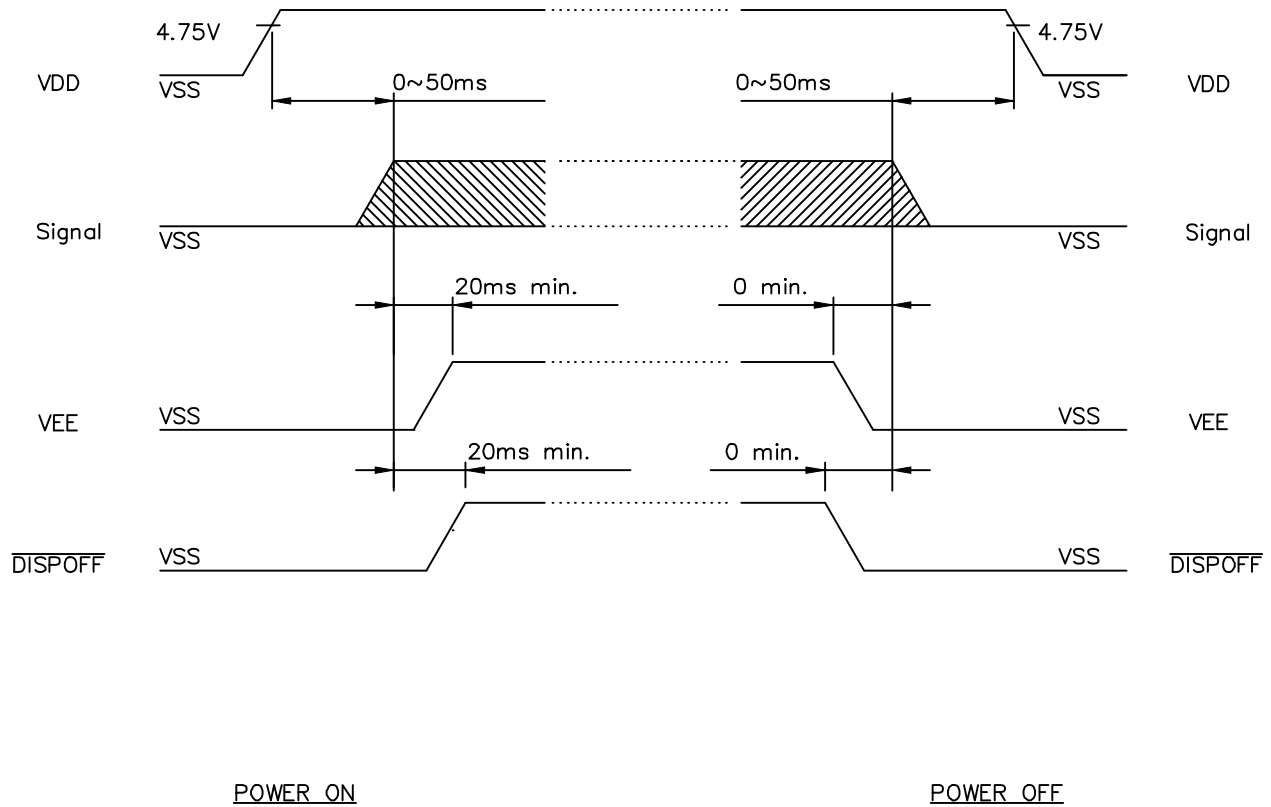 4.75V 4.75V
VDD VSS 0~50ms 0~50ms VSS VDD
Signal VSS VSS Signal
20ms min. 0 min.
VEE VSS VSS VEE
20ms min. 0 min.
DISPOFF VSS VSS DISPOFF
POWER ON POWER OFF